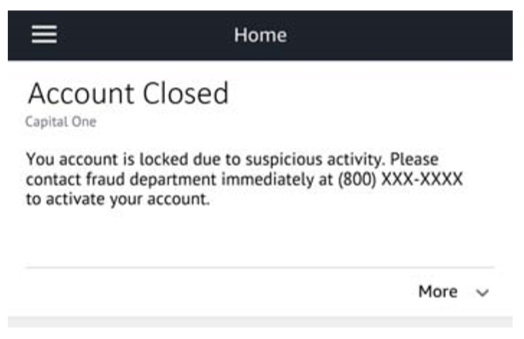 Home
Account Closed
Capital One
You account is locked due to suspicious activity. Please
contact fraud department immediately at (800) XXX-XXXX
to activate your account.
More